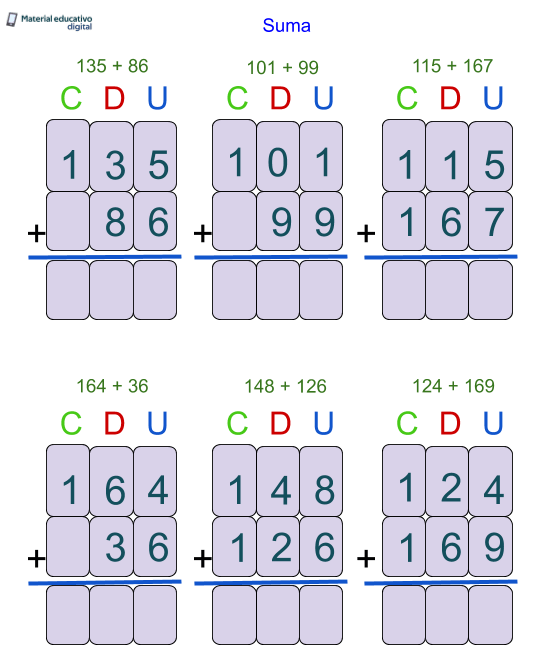 Material educativo
digital
Suma
135 + 86
101 + 99
115 + 167
C D U
C D U
C D U
1 3 5
1 0 1
1 1 5
+ 8 6
+ 9 9
+ 1 6 7
164 + 36
148 + 126
124 + 169
C D U
C D U
C D U
1 6 4
1 4 8
1 2 4
+ 3 6
+ 1 2 6
+ 1 6 9